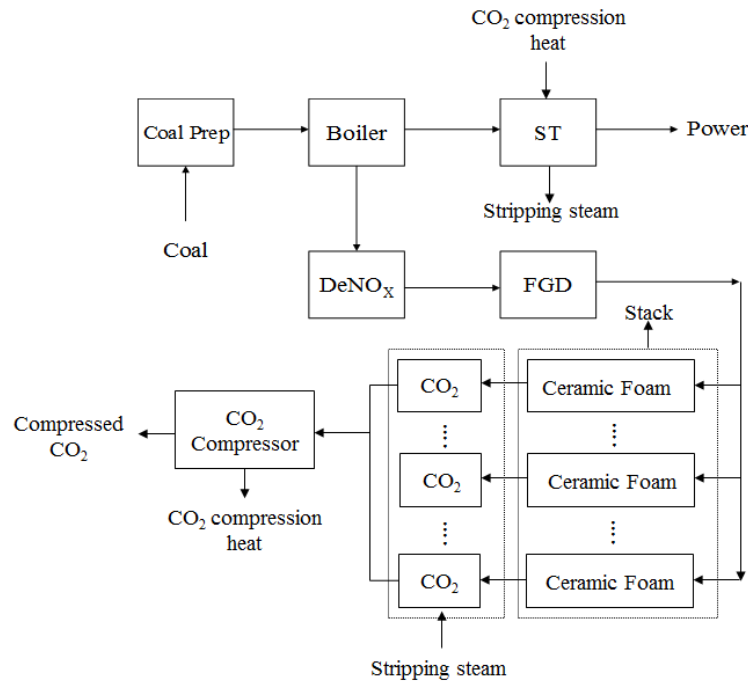 CO₂ compression
heat
Coal Prep
Boiler
ST
Power
Stripping steam
Coal
DeNOX
FGD
Stack
CO₂
Ceramic Foam
Compressed
CO₂
CO₂
Compressor
CO₂
Ceramic Foam
CO₂ compression
heat
CO₂
Ceramic Foam
Stripping steam